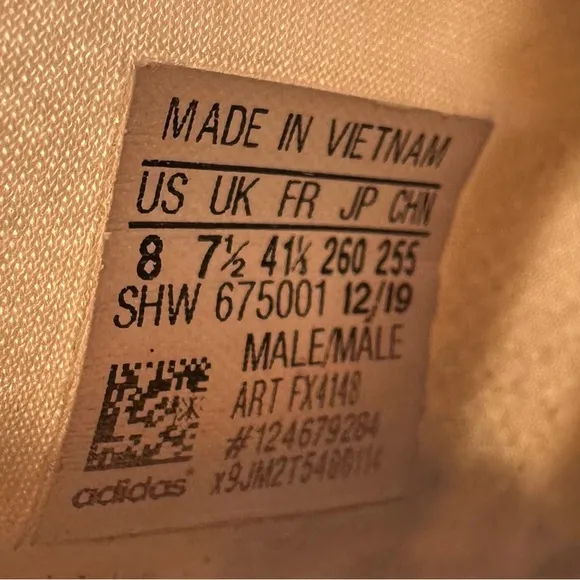 MADE IN VIETNAM
US UK FR JP CHN
8 7½ 41⅓ 260 255
SHW 675001 12/19
MALE/MALE
ART FX4148
#124679284
adidas